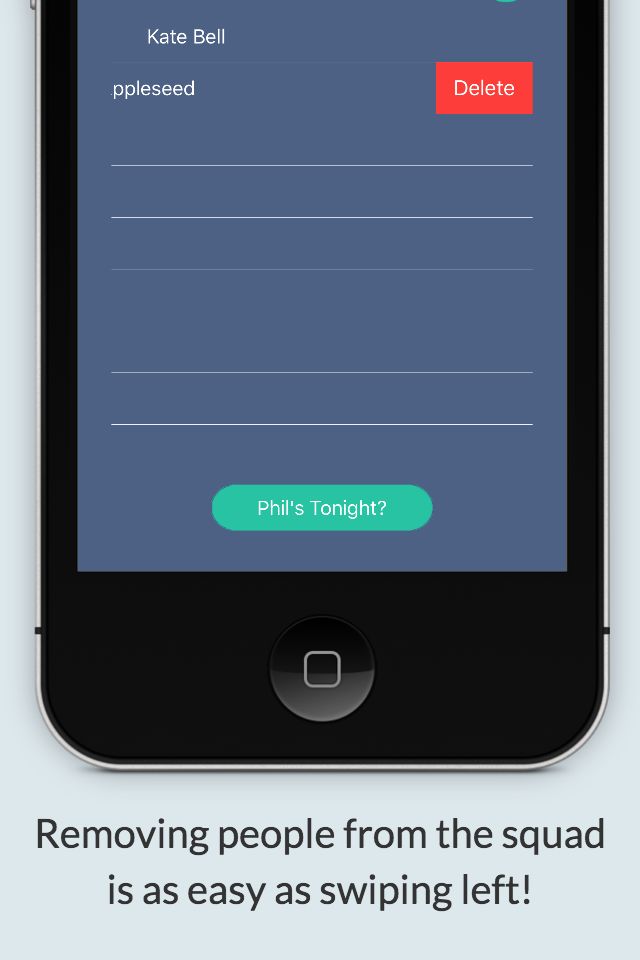 Kate Bell
ppleseed
Delete
Phil's Tonight?
Removing people from the squad
is as easy as swiping left!